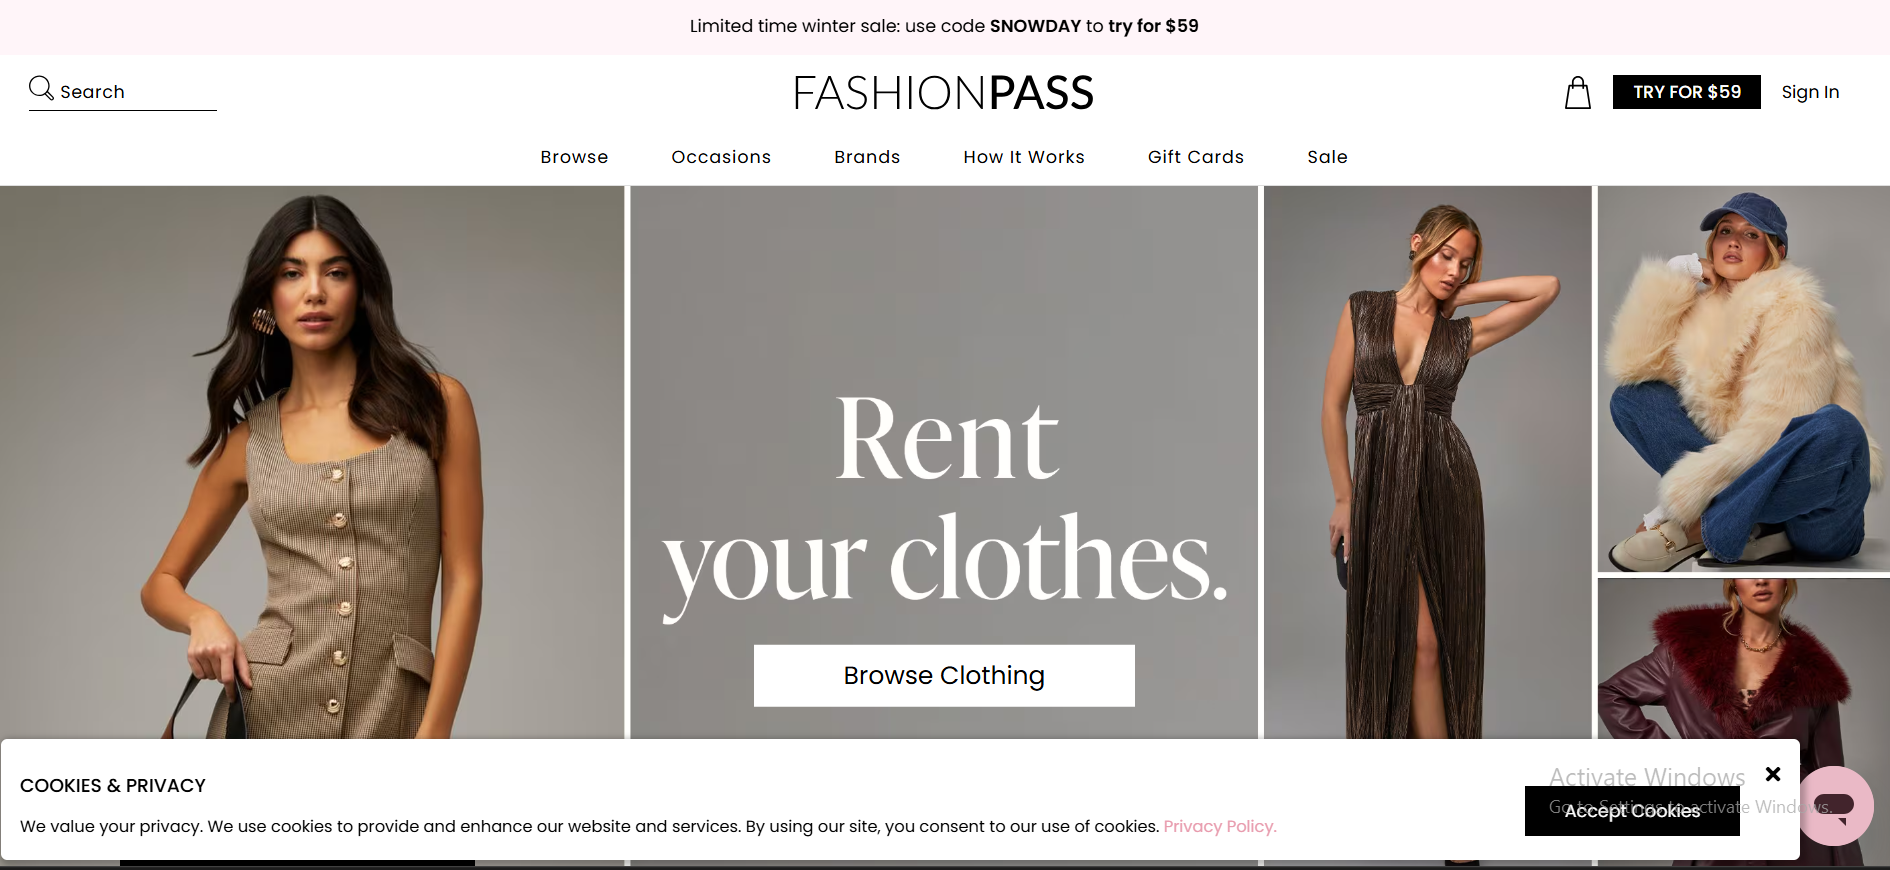 Limited time winter sale: use code SNOWDAY to try for $59
Search
FASHIONPASS
TRY FOR $59
Sign In
Browse
Occasions
Brands
How It Works
Gift Cards
Sale
Rent
your clothes.
Browse Clothing
COOKIES & PRIVACY
We value your privacy. We use cookies to provide and enhance our website and services. By using our site, you consent to our use of cookies. Privacy Policy.
Accept Cookies
Activate Windows
Go to Settings to activate Windows.